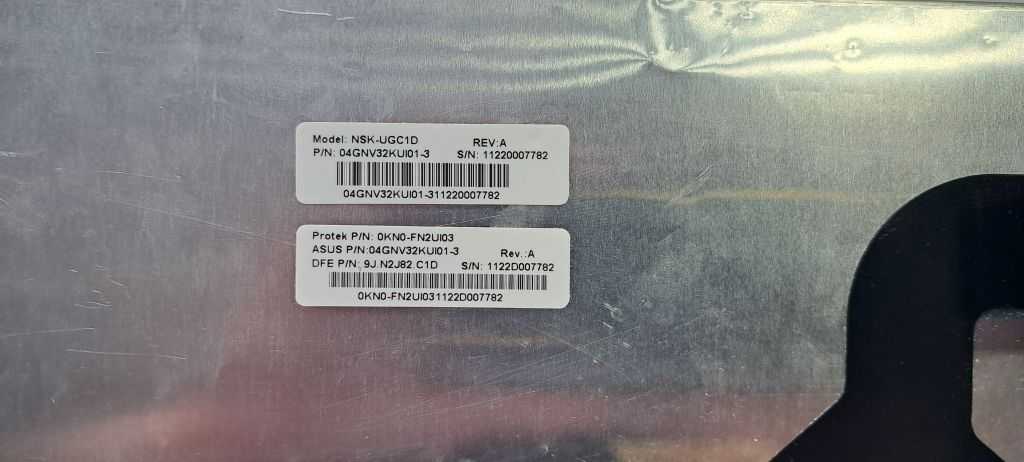 Model: NSK-UGC1D REV:A
P/N: 04GNV32KUI01-3 S/N: 11220007782
04GNV32KUI01-311220007782
Protek P/N: 0KN0-FN2UI03
ASUS P/N:04GNV32KUI01-3 Rev.:A
DFE P/N; 9J.N2J82.C1D S/N: 1122D007782
0KN0-FN2UI031122D007782